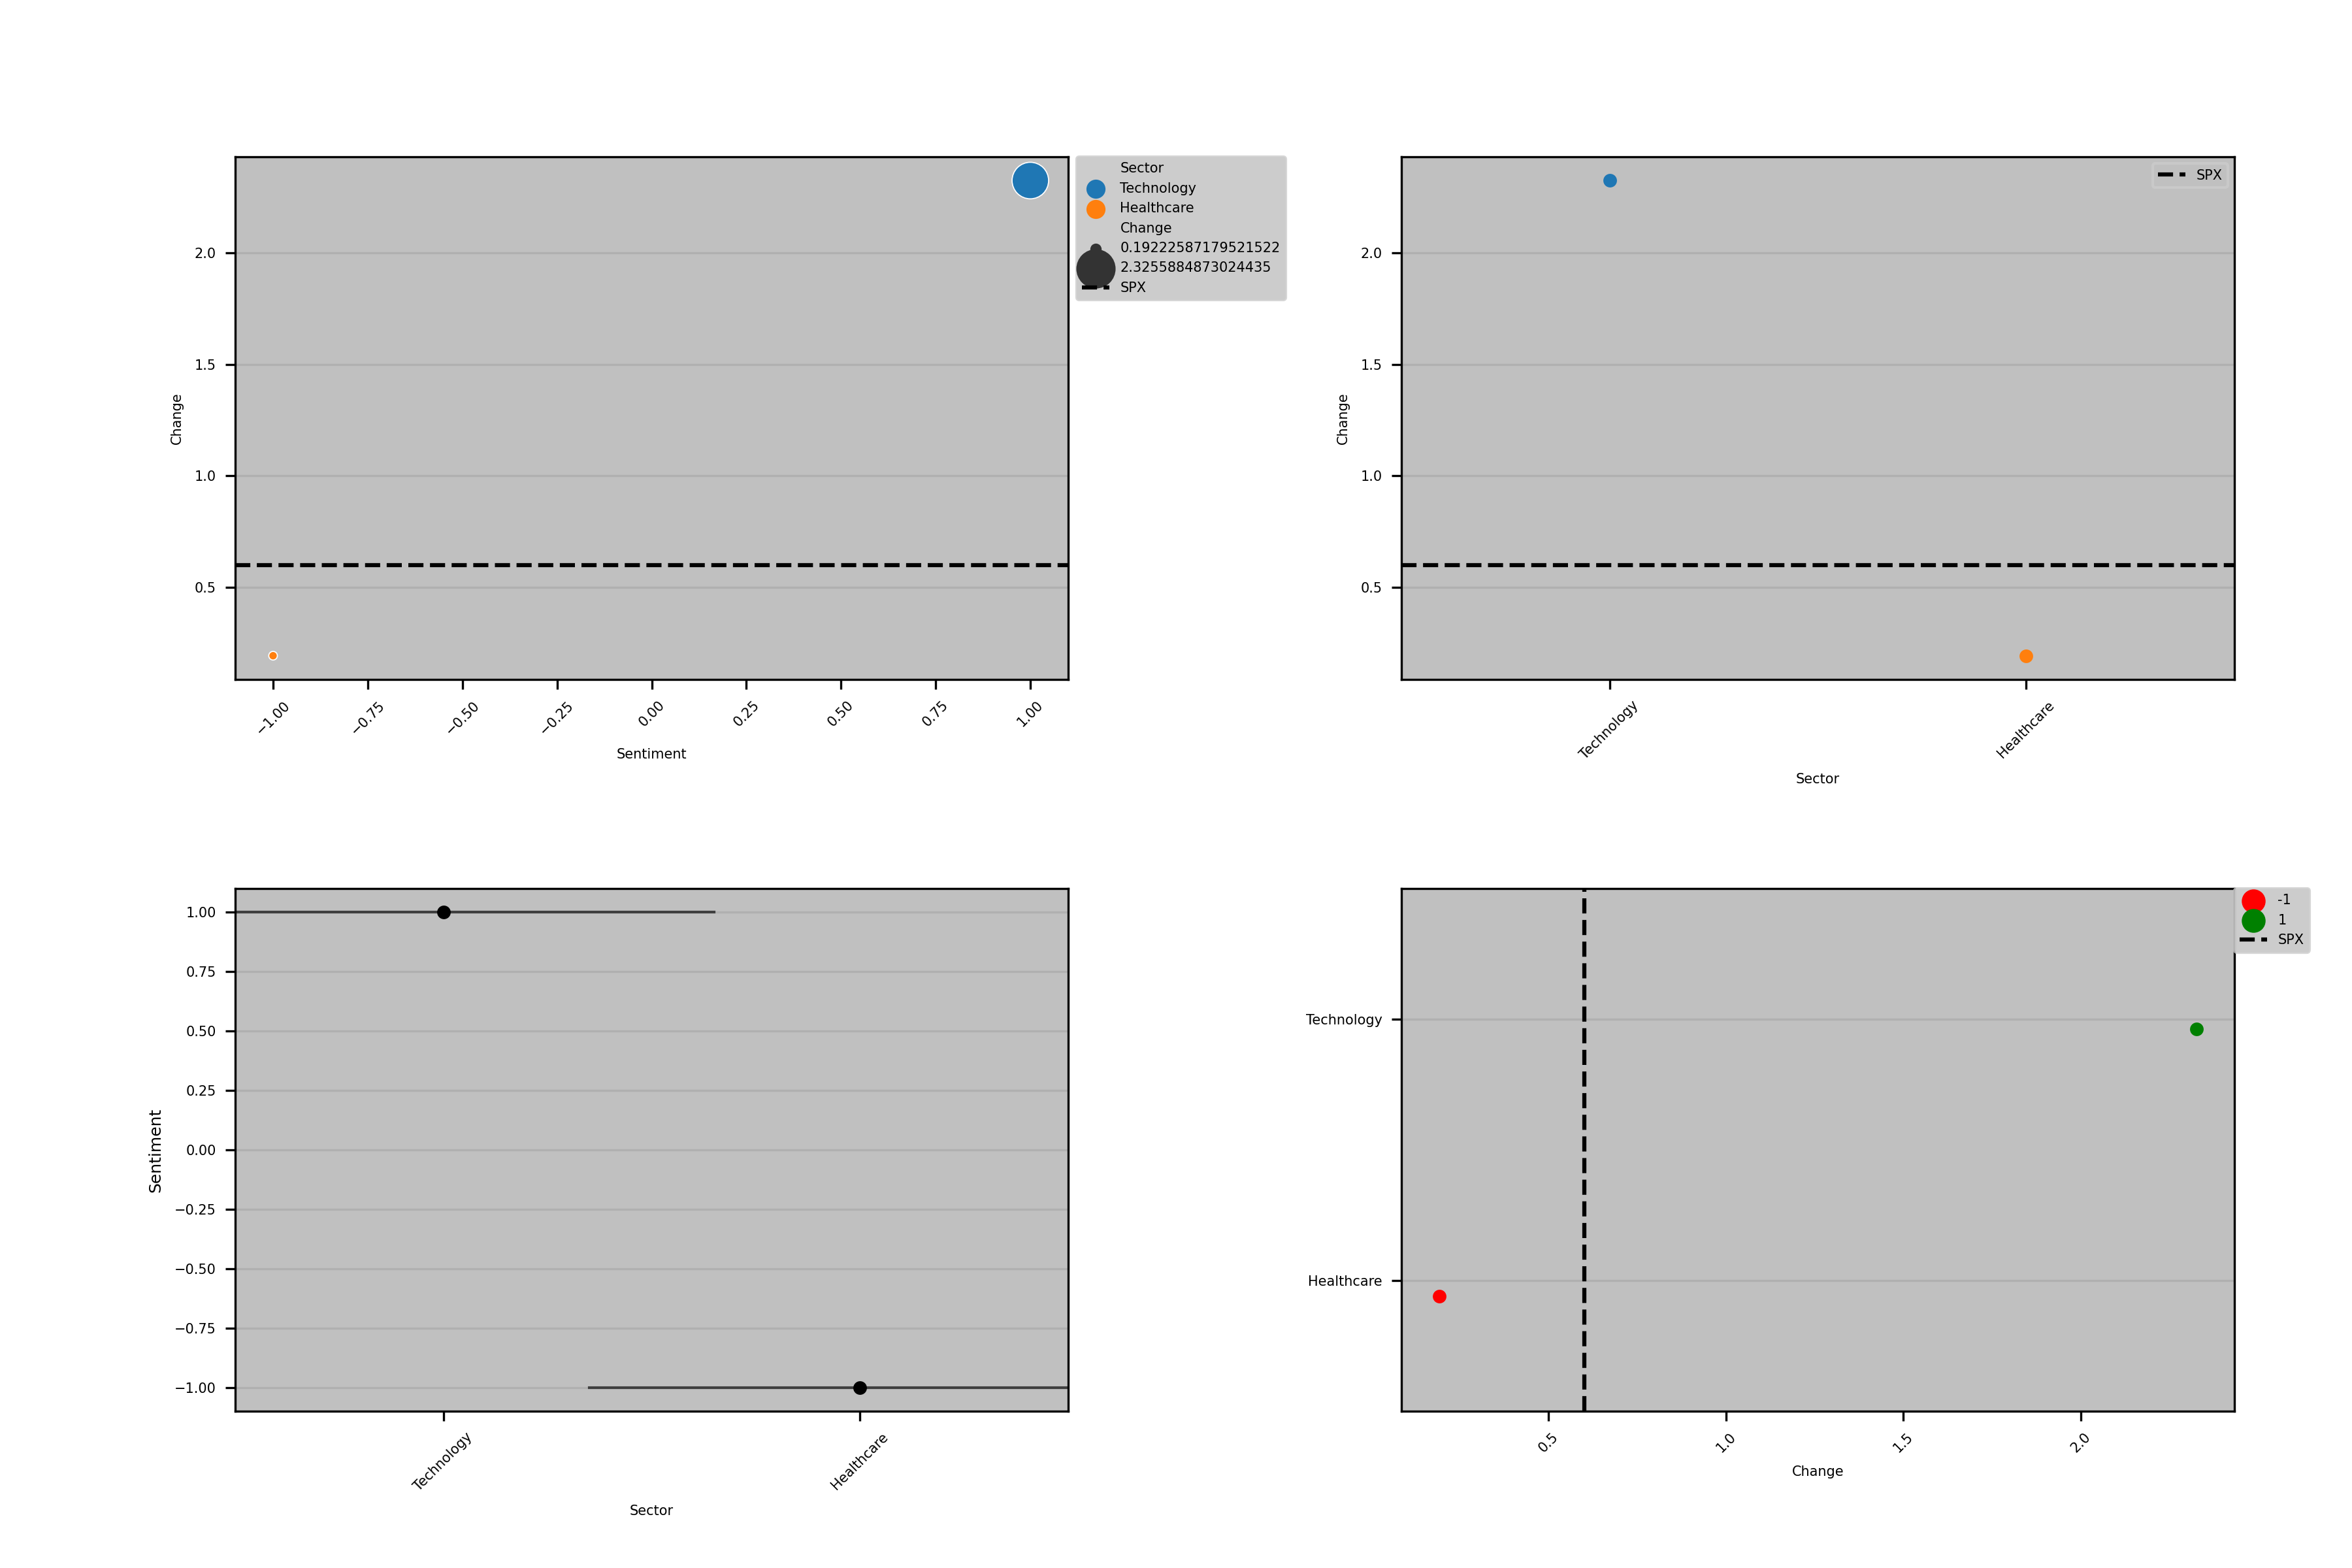 2.0
1.5
1.0
0.5
Change
−1.00
−0.75
−0.50
−0.25
0.00
0.25
0.50
0.75
1.00
Sentiment
Sector
Technology
Healthcare
Change
0.19222587179521522
2.3255884873024435
SPX
2.0
1.5
1.0
0.5
Change
SPX
Technology
Healthcare
Sector
1.00
0.75
0.50
0.25
0.00
−0.25
−0.50
−0.75
−1.00
Sentiment
Technology
Healthcare
Sector
Technology
Healthcare
0.5
1.0
1.5
2.0
Change
-1
1
SPX